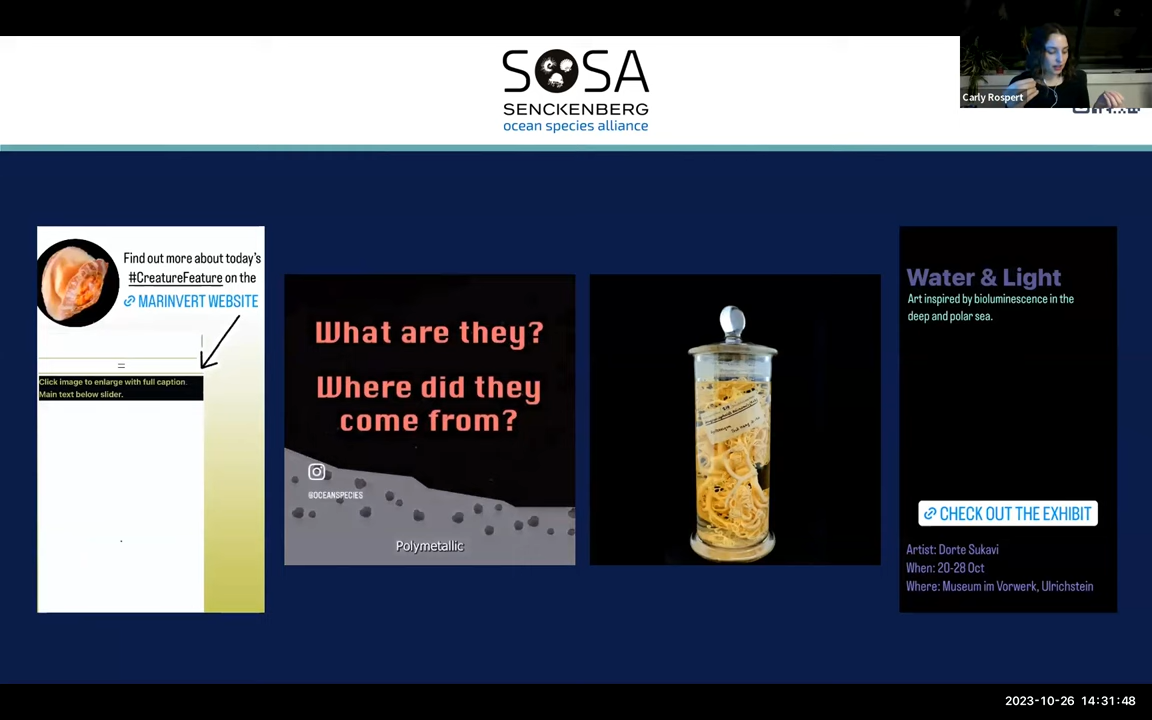 SOSA
SENCKENBERG
ocean species alliance
Carly Rospert
Find out more about today's
#CreatureFeature on the
MARINVERT WEBSITE
Click image to enlarge with full caption.
Main text below slider.
What are they?
Where did they
come from?
@OCEANSPECIES
Polymetallic
Water & Light
Art inspired by bioluminescence in the
deep and polar sea.
CHECK OUT THE EXHIBIT
Artist: Dorte Sukavi
When: 20-28 Oct
Where: Museum im Vorwerk, Ulrichstein
2023-10-26 14:31:48